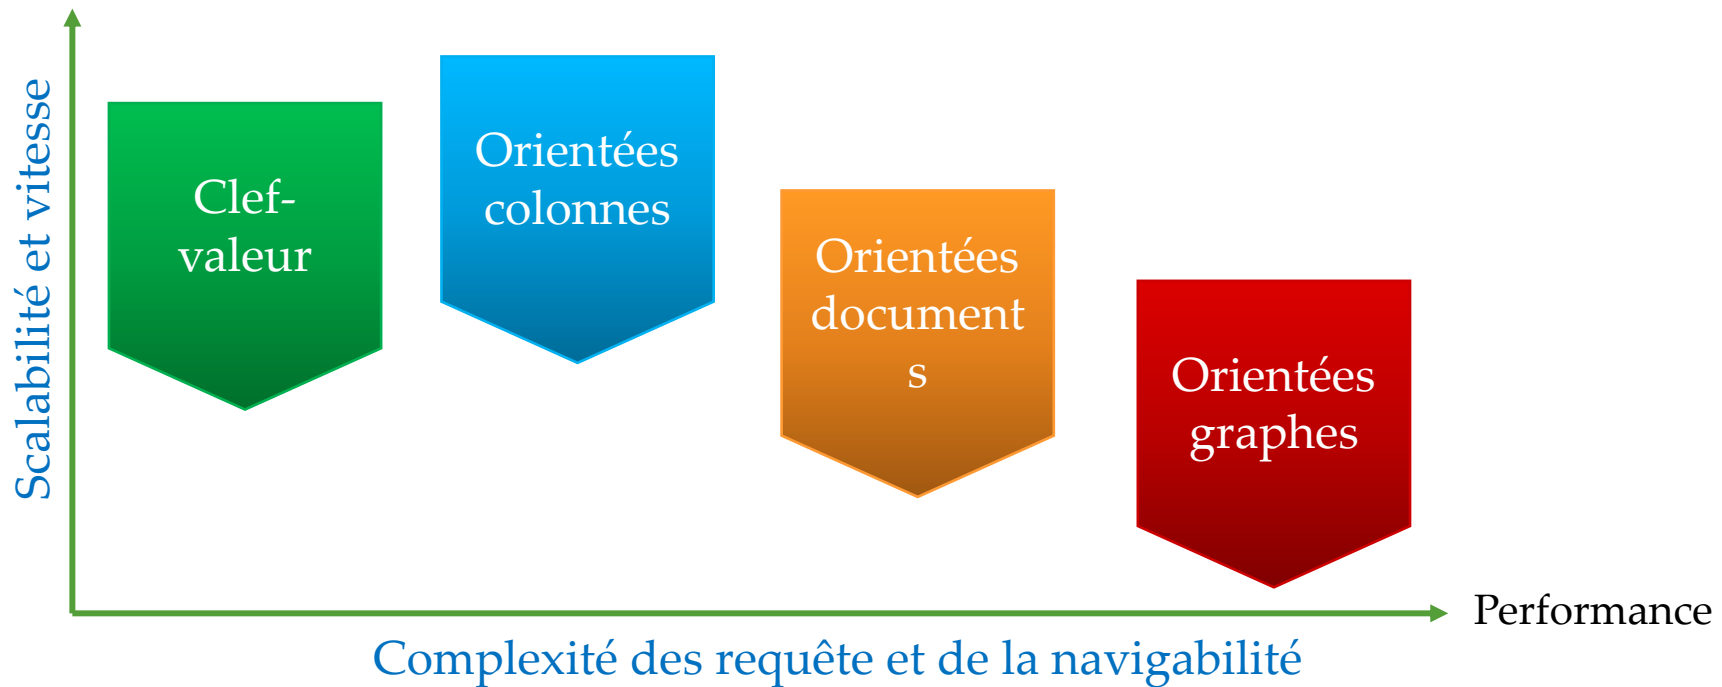 Scalabilité et vitesse
Clef-
valeur
Orientées
colonnes
Orientées
document
s
Orientées
graphes
Performance
Complexité des requête et de la navigabilité